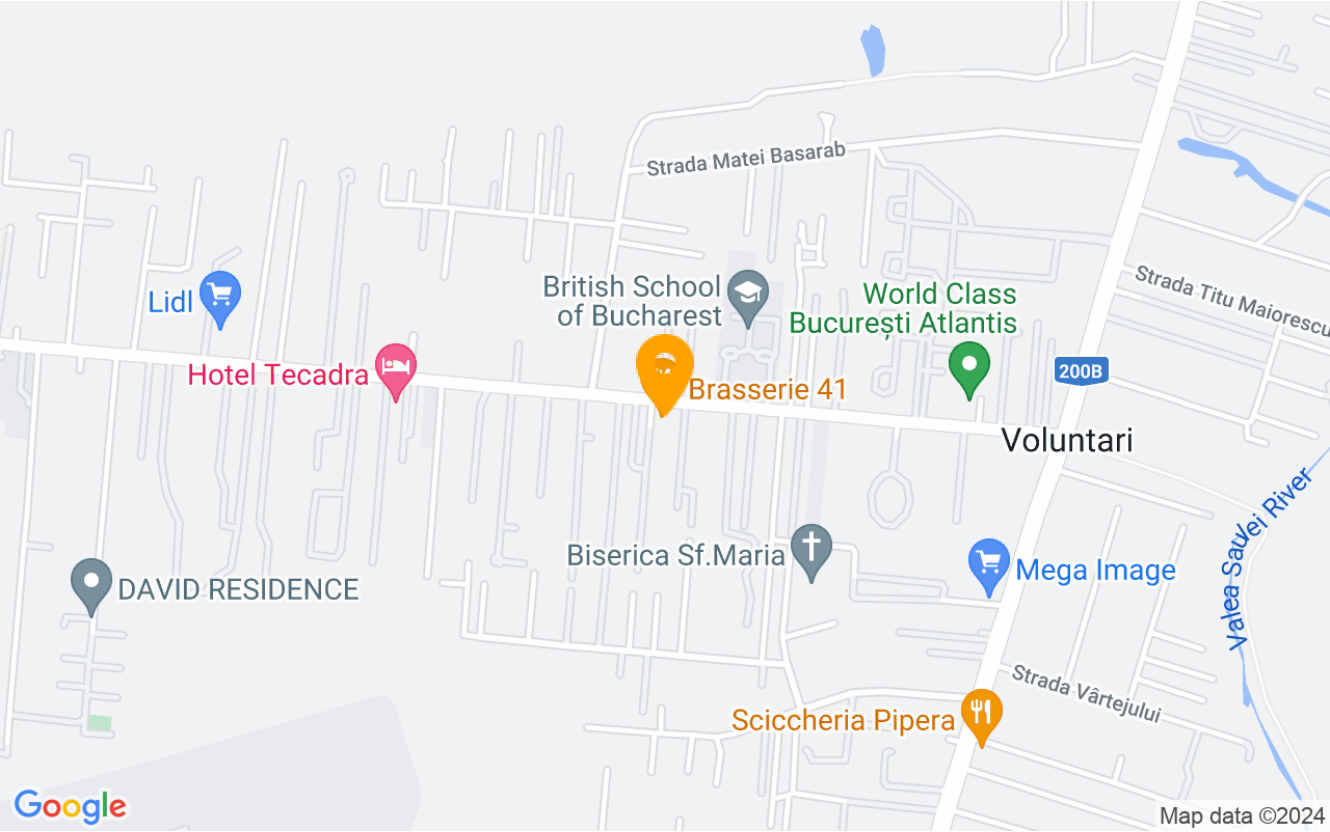 Strada Matei Basarab
British School
of Bucharest
World Class
București Atlantis
Strada Titu Maiorescu
Lidl
Hotel Tecadra
Brasserie 41
200B
Voluntari
Valea Saulei River
Biserica Sf.Maria
Mega Image
DAVID RESIDENCE
Strada Vârtejului
Sciccheria Pipera
Google
Map data ©2024